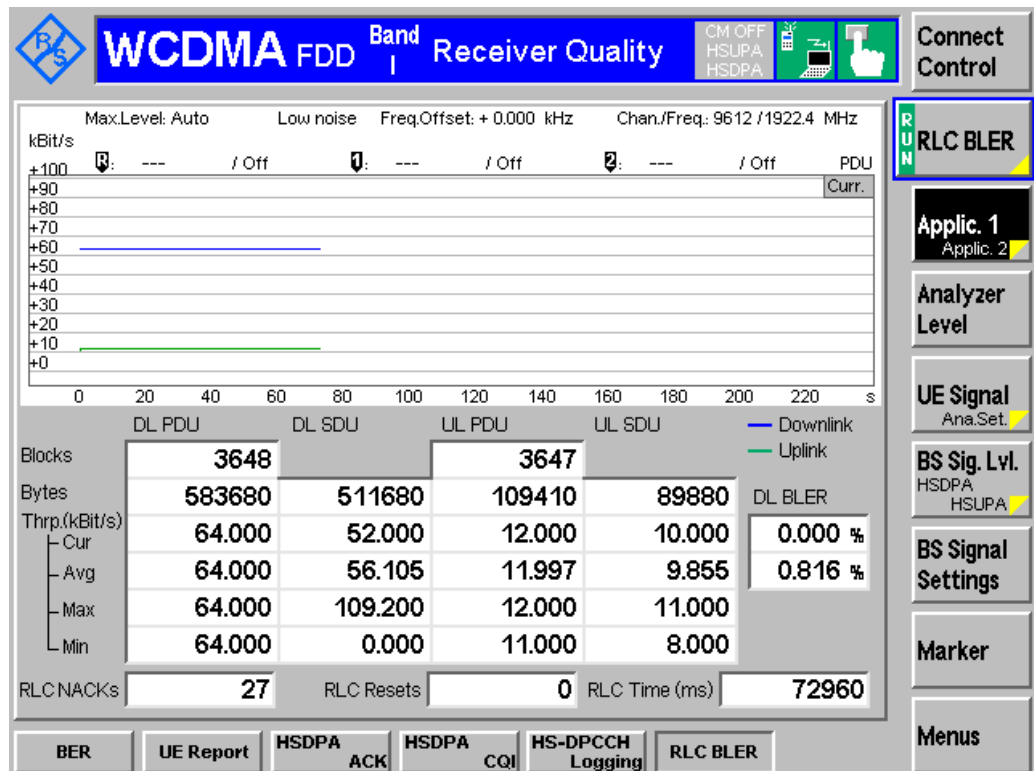 R/S
WCDMA FDD Band I Receiver Quality
CM OFF
HSUPA
HSDPA
Connect Control
Max.Level: Auto Low noise Freq.Offset: + 0.000 kHz Chan./Freq.: 9612 / 1922.4 MHz
kBit/s
R: --- / Off 1: --- / Off 2: --- / Off PDU
Curr.
+100
+90
+80
+70
+60
+50
+40
+30
+20
+10
+0
0 20 40 60 80 100 120 140 160 180 200 220 s
DL PDU DL SDU UL PDU UL SDU Downlink
Uplink
Blocks 3648 3647
Bytes 583680 511680 109410 89880 DL BLER
Thrp.(kBit/s)
Cur 64.000 52.000 12.000 10.000 0.000 %
Avg 64.000 56.105 11.997 9.855 0.816 %
Max 64.000 109.200 12.000 11.000
Min 64.000 0.000 11.000 8.000
RLC NACKs 27 RLC Resets 0 RLC Time (ms) 72960
BER
UE Report
HSDPA ACK
HSDPA CQI
HS-DPCCH Logging
RLC BLER
RUN
RLC BLER
Applic. 1
Applic. 2
Analyzer
Level
UE Signal
Ana.Set.
BS Sig. Lvl.
HSDPA
HSUPA
BS Signal
Settings
Marker
Menus